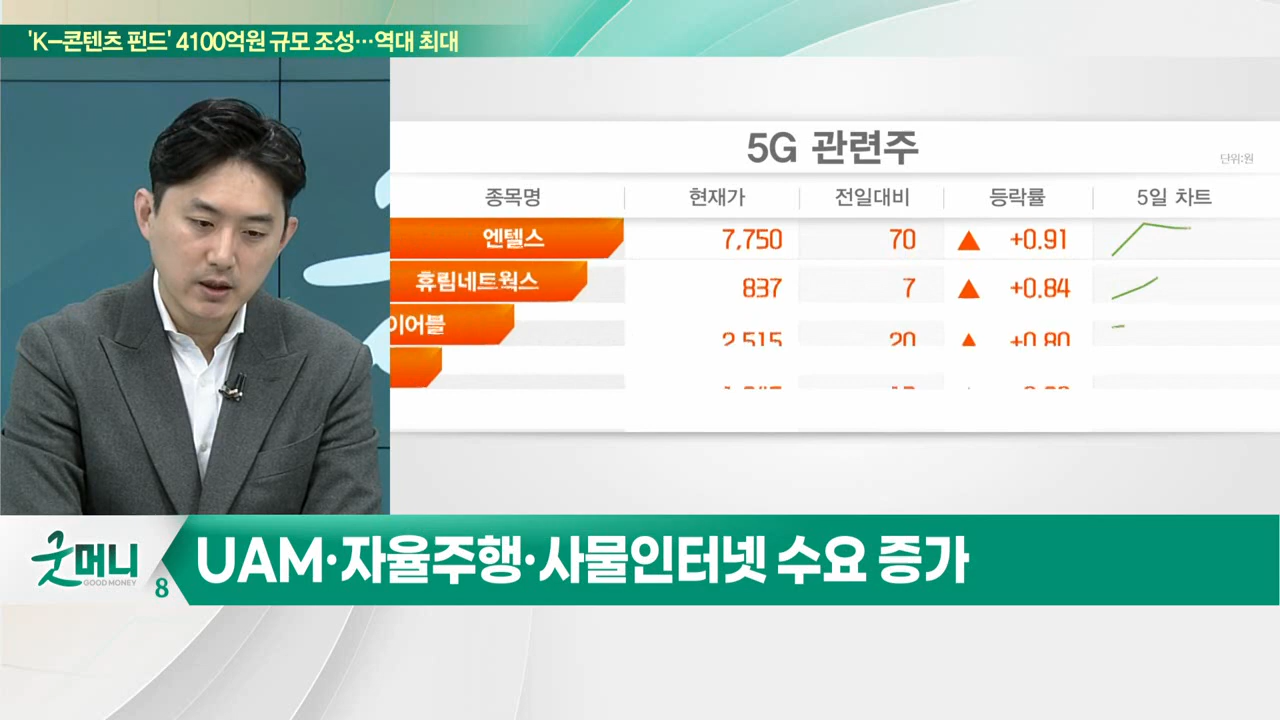 'K-콘텐츠 펀드' 4100억원 규모 조성…역대 최대
5G 관련주
단위:원
종목명 현재가 전일대비 등락률 5일 차트
엔텔스 7,750 70 ▲ +0.91
휴림네트웍스 837 7 ▲ +0.84
이어블 2,515 20 ▲ +0.80
굿머니
GOOD MONEY
8
UAM·자율주행·사물인터넷 수요 증가